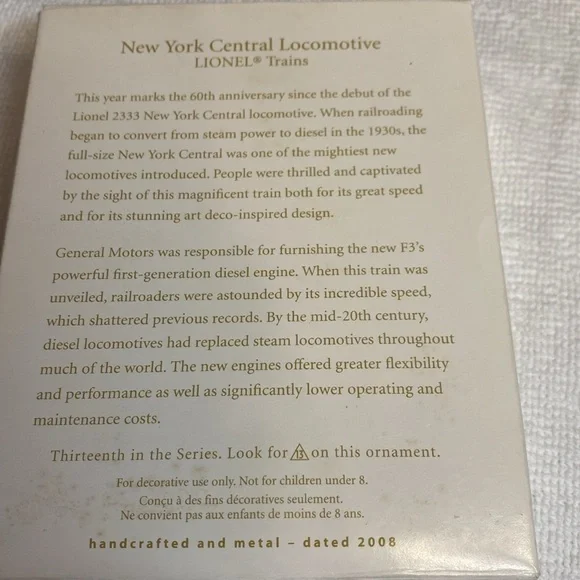 New York Central Locomotive
LIONEL® Trains
This year marks the 60th anniversary since the debut of the
Lionel 2333 New York Central locomotive. When railroading
began to convert from steam power to diesel in the 1930s, the
full-size New York Central was one of the mightiest new
locomotives introduced. People were thrilled and captivated
by the sight of this magnificent train both for its great speed
and for its stunning art deco-inspired design.
General Motors was responsible for furnishing the new F3's
powerful first-generation diesel engine. When this train was
unveiled, railroaders were astounded by its incredible speed,
which shattered previous records. By the mid-20th century,
diesel locomotives had replaced steam locomotives throughout
much of the world. The new engines offered greater flexibility
and performance as well as significantly lower operating and
maintenance costs.
Thirteenth in the Series. Look for 13 on this ornament.
For decorative use only. Not for children under 8.
Conçu à des fins décoratives seulement.
Ne convient pas aux enfants de moins de 8 ans.
handcrafted and metal – dated 2008